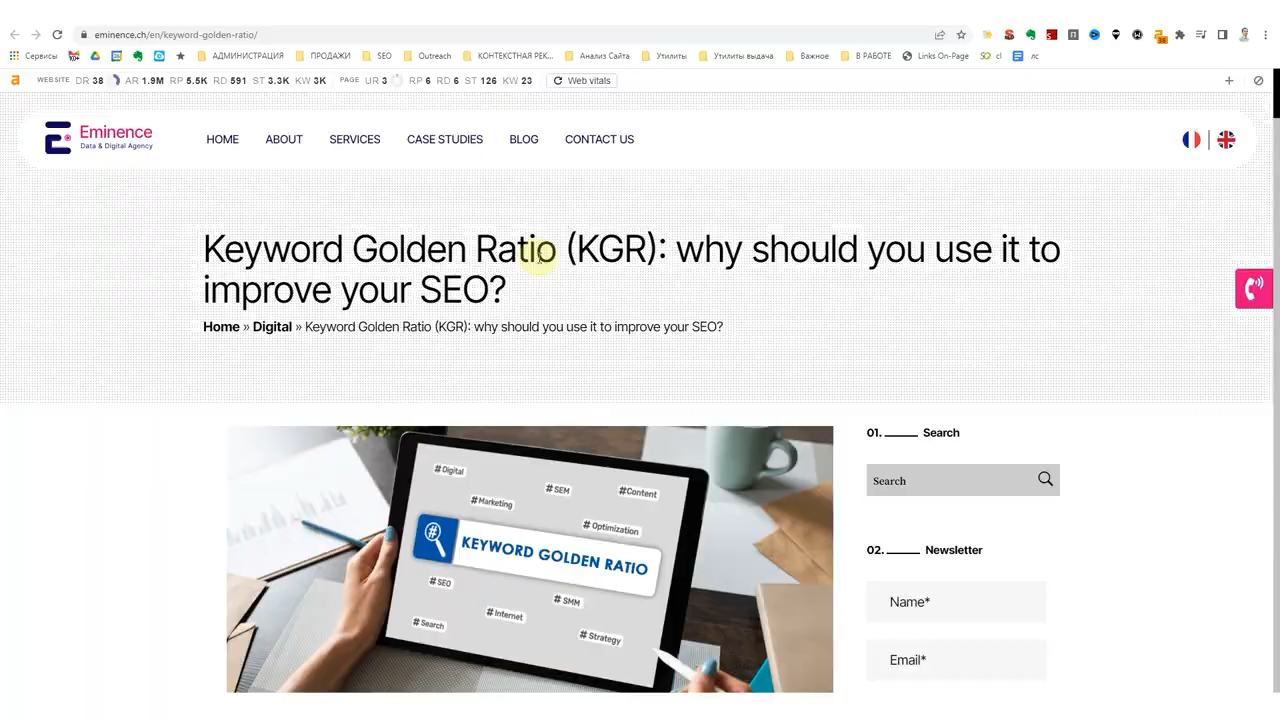 eminence.ch/en/keyword-golden-ratio/
Сервисы
АДМИНИСТРАЦИЯ
ПРОДАЖИ
SEO
Outreach
КОНТЕКСТНАЯ РЕК...
Анализ Сайта
Утилиты
Утилиты выдача
Важное
В РАБОТЕ
Links On-Page
cl
лс
WEBSITE DR 38 AR 1.9M RP 5.5K RD 591 ST 3.3K KW 3K PAGE UR 3 RP 6 RD 6 ST 126 KW 23 Web vitals
Eminence
Data & Digital Agency
HOME ABOUT SERVICES CASE STUDIES BLOG CONTACT US
Keyword Golden Ratio (KGR): why should you use it to
improve your SEO?
Home » Digital » Keyword Golden Ratio (KGR): why should you use it to improve your SEO?
#Digital
#SEM
#Content
#Marketing
#Optimization
KEYWORD GOLDEN RATIO
#SEO
#SMM
#Internet
#Search
#Strategy
01. Search
Search
02. Newsletter
Name*
Email*